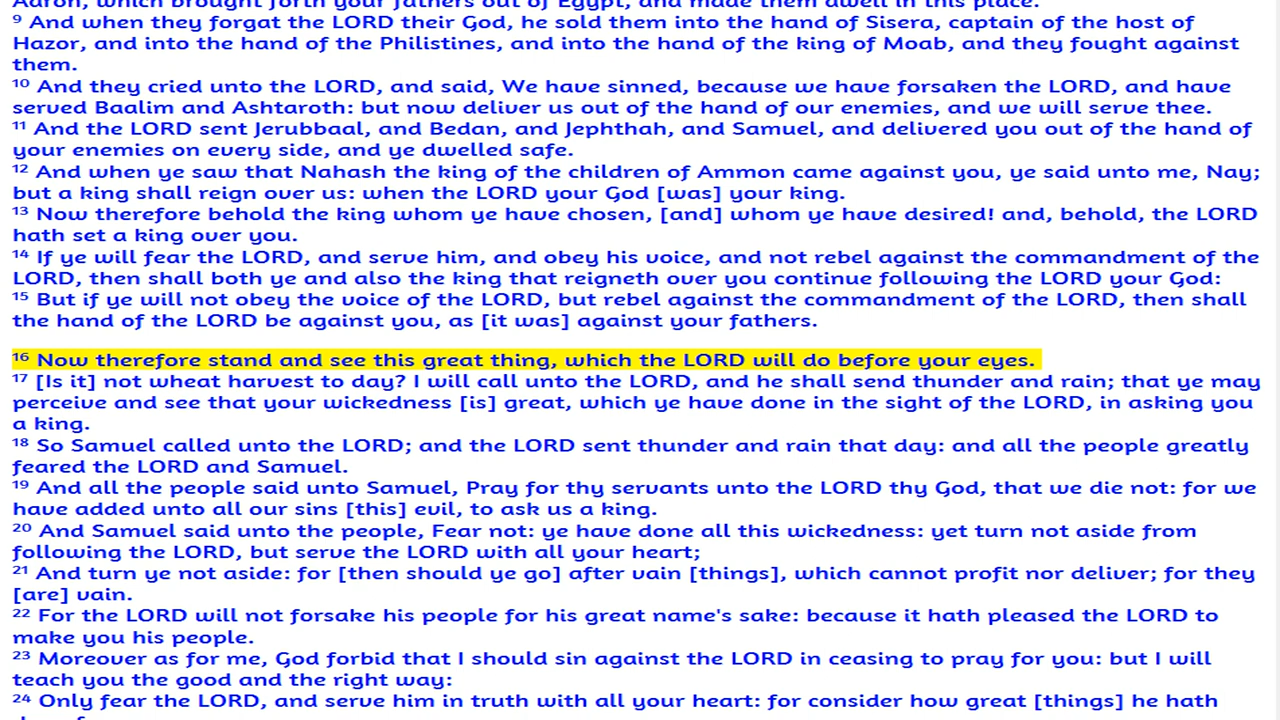 Aaron, which brought forth your fathers out of Egypt, and made them dwell in this place.
⁹ And when they forgat the LORD their God, he sold them into the hand of Sisera, captain of the host of
Hazor, and into the hand of the Philistines, and into the hand of the king of Moab, and they fought against
them.
¹⁰ And they cried unto the LORD, and said, We have sinned, because we have forsaken the LORD, and have
served Baalim and Ashtaroth: but now deliver us out of the hand of our enemies, and we will serve thee.
¹¹ And the LORD sent Jerubbaal, and Bedan, and Jephthah, and Samuel, and delivered you out of the hand of
your enemies on every side, and ye dwelled safe.
¹² And when ye saw that Nahash the king of the children of Ammon came against you, ye said unto me, Nay;
but a king shall reign over us: when the LORD your God [was] your king.
¹³ Now therefore behold the king whom ye have chosen, [and] whom ye have desired! and, behold, the LORD
hath set a king over you.
¹⁴ If ye will fear the LORD, and serve him, and obey his voice, and not rebel against the commandment of the
LORD, then shall both ye and also the king that reigneth over you continue following the LORD your God:
¹⁵ But if ye will not obey the voice of the LORD, but rebel against the commandment of the LORD, then shall
the hand of the LORD be against you, as [it was] against your fathers.
¹⁶ Now therefore stand and see this great thing, which the LORD will do before your eyes.
¹⁷ [Is it] not wheat harvest to day? I will call unto the LORD, and he shall send thunder and rain; that ye may
perceive and see that your wickedness [is] great, which ye have done in the sight of the LORD, in asking you
a king.
¹⁸ So Samuel called unto the LORD; and the LORD sent thunder and rain that day: and all the people greatly
feared the LORD and Samuel.
¹⁹ And all the people said unto Samuel, Pray for thy servants unto the LORD thy God, that we die not: for we
have added unto all our sins [this] evil, to ask us a king.
²⁰ And Samuel said unto the people, Fear not: ye have done all this wickedness: yet turn not aside from
following the LORD, but serve the LORD with all your heart;
²¹ And turn ye not aside: for [then should ye go] after vain [things], which cannot profit nor deliver; for they
[are] vain.
²² For the LORD will not forsake his people for his great name's sake: because it hath pleased the LORD to
make you his people.
²³ Moreover as for me, God forbid that I should sin against the LORD in ceasing to pray for you: but I will
teach you the good and the right way:
²⁴ Only fear the LORD, and serve him in truth with all your heart: for consider how great [things] he hath